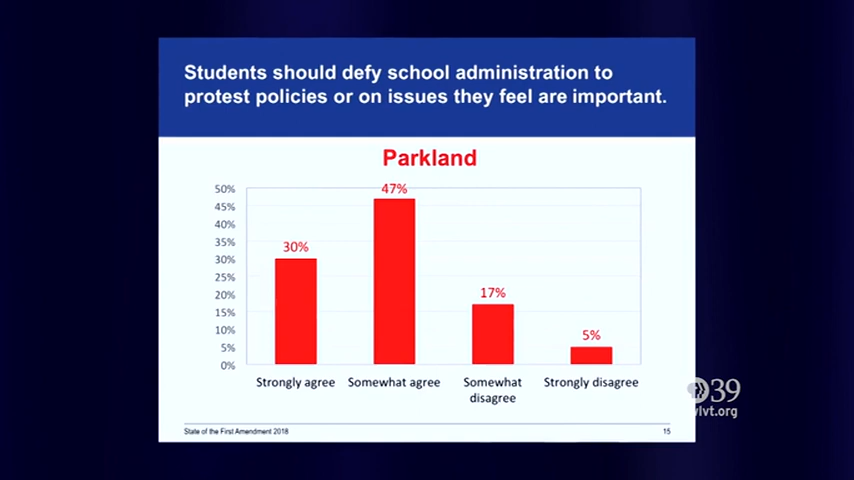 Students should defy school administration to
protest policies or on issues they feel are important.
Parkland
50%
45%
40%
35%
30%
25%
20%
15%
10%
5%
0%
30%
47%
17%
5%
Strongly agree
Somewhat agree
Somewhat
disagree
Strongly disagree
State of the First Amendment 2018
15
39
wlvt.org